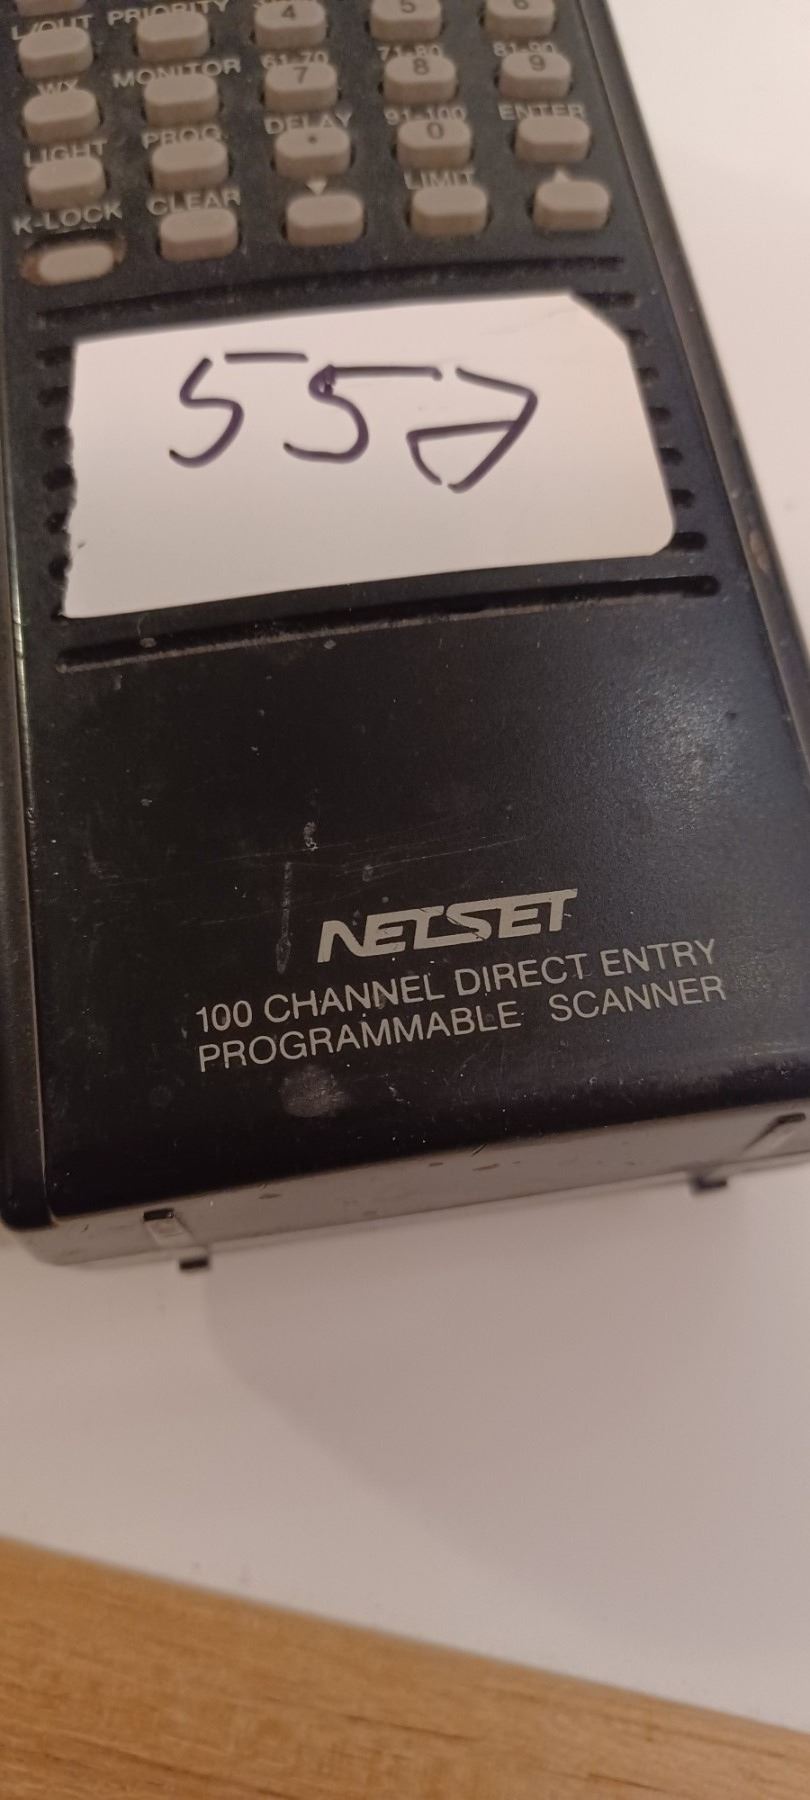 L/OUT PRIORITY 4 5 6
61-70 71-80 81-90
WX MONITOR 7 8 9
DELAY 91-100 ENTER
LIGHT PROG. * 0
▼ LIMIT ▲
K-LOCK CLEAR
NETSET
100 CHANNEL DIRECT ENTRY
PROGRAMMABLE SCANNER